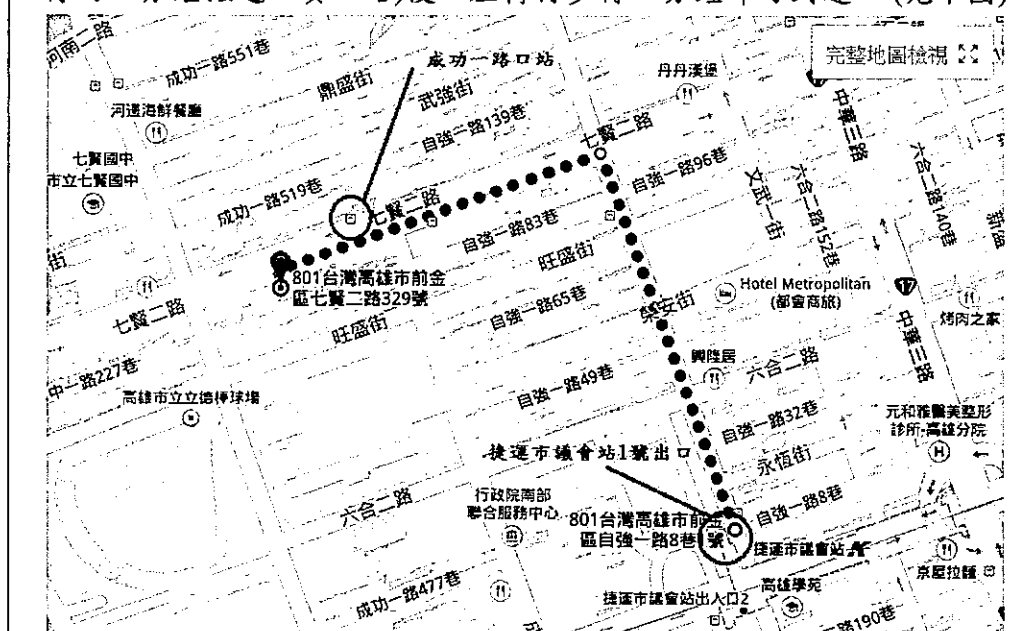 河南二路
成功一路551巷
成功一路口站
完整地圖檢視
鼎盛街
武強街
丹丹漢堡
河邊海鮮餐廳
自強一路139巷
七賢二路
中華三路
七賢國中
市立七賢國中
自強一路96巷
六合二路140巷
成功一路519巷
七賢二路
文武一街
六合二路152巷
自強一路83巷
街
旺盛街
801台灣高雄市前金
區七賢二路329號
Hotel Metropolitan
(都會商旅)
17
七賢二路
旺盛街
自強一路65巷
榮安街
烤肉之家
中華三路
興隆居
六合二路
中一路227巷
高雄市立立德棒球場
自強一路49巷
自強一路32巷
元和雅醫美整形
診所-高雄分院
捷運市議會站1號出口
永恆街
六合二路
行政院南部
聯合服務中心
801台灣高雄市前金
區自強一路8巷1號
自強一路8巷
捷運市議會站
京屋拉麵
成功一路477巷
捷運市議會站出入口2
高雄學苑
路190巷